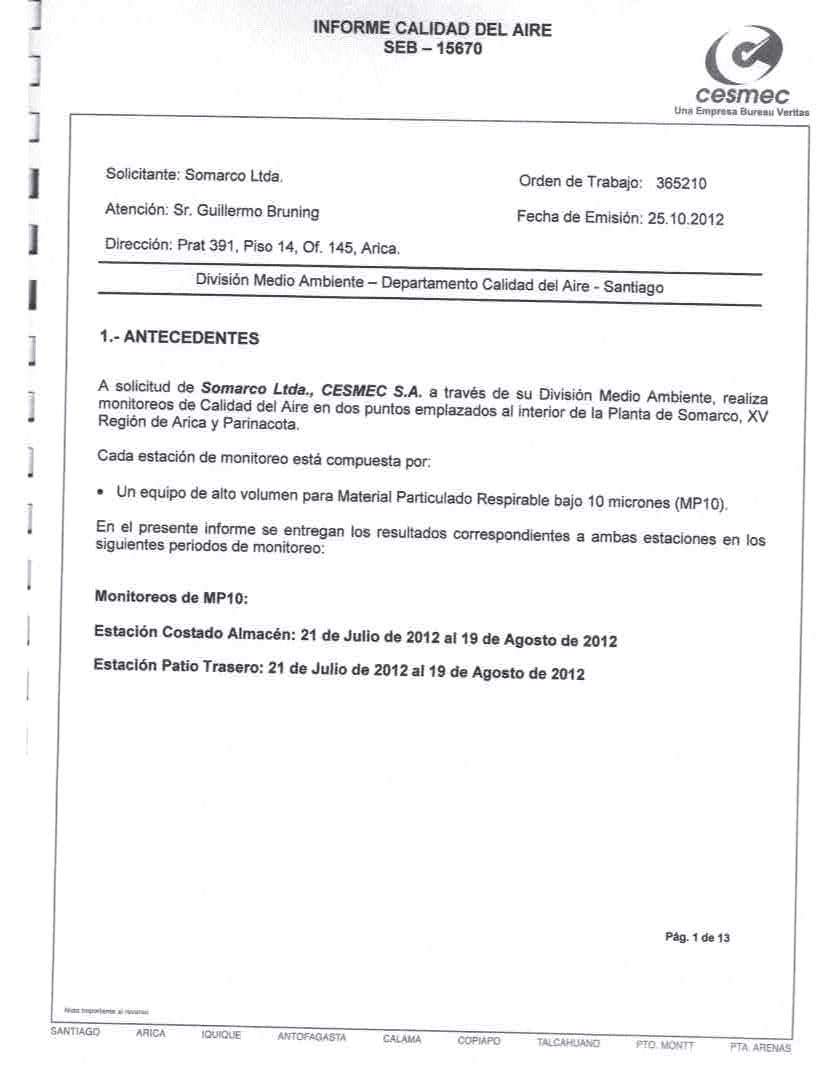 INFORME CALIDAD DEL AIRE
SEB – 15670
cesmec
Una Empresa Bureau Veritas
Solicitante: Somarco Ltda.
Orden de Trabajo: 365210
Atención: Sr. Guillermo Bruning
Fecha de Emisión: 25.10.2012
Dirección: Prat 391, Piso 14, Of. 145, Arica.
División Medio Ambiente – Departamento Calidad del Aire - Santiago
1.- ANTECEDENTES
A solicitud de Somarco Ltda., CESMEC S.A. a través de su División Medio Ambiente, realiza
monitoreos de Calidad del Aire en dos puntos emplazados al interior de la Planta de Somarco, XV
Región de Arica y Parinacota.
Cada estación de monitoreo está compuesta por:
• Un equipo de alto volumen para Material Particulado Respirable bajo 10 micrones (MP10).
En el presente informe se entregan los resultados correspondientes a ambas estaciones en los
siguientes periodos de monitoreo:
Monitoreos de MP10:
Estación Costado Almacén: 21 de Julio de 2012 al 19 de Agosto de 2012
Estación Patio Trasero: 21 de Julio de 2012 al 19 de Agosto de 2012
Pág. 1 de 13
Nota Importante al reverso
SANTIAGO ARICA IQUIQUE ANTOFAGASTA CALAMA COPIAPO TALCAHUANO PTO. MONTT PTA. ARENAS